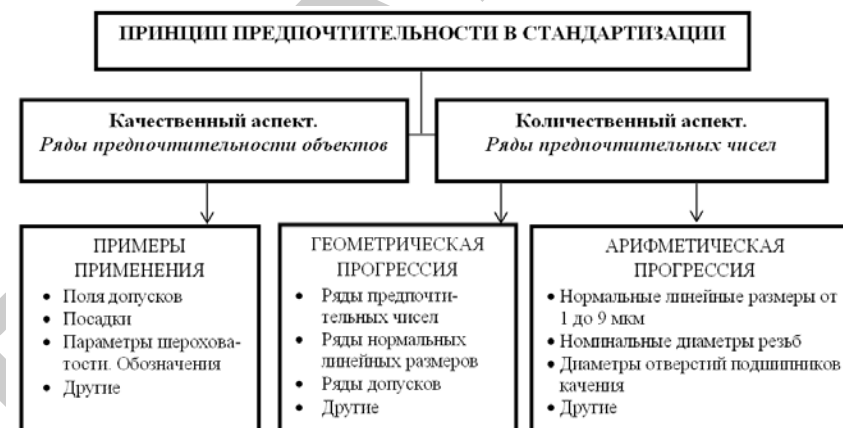 ПРИНЦИП ПРЕДПОЧТИТЕЛЬНОСТИ В СТАНДАРТИЗАЦИИ
Качественный аспект.
Ряды предпочтительности объектов
Количественный аспект.
Ряды предпочтительных чисел
ПРИМЕРЫ
ПРИМЕНЕНИЯ
• Поля допусков
• Посадки
• Параметры шерохова-
тости. Обозначения
• Другие
ГЕОМЕТРИЧЕСКАЯ
ПРОГРЕССИЯ
• Ряды предпочти-
тельных чисел
• Ряды нормальных
линейных размеров
• Ряды допусков
• Другие
АРИФМЕТИЧЕСКАЯ
ПРОГРЕССИЯ
• Нормальные линейные размеры от
1 до 9 мкм
• Номинальные диаметры резьб
• Диаметры отверстий подшипников
качения
• Другие